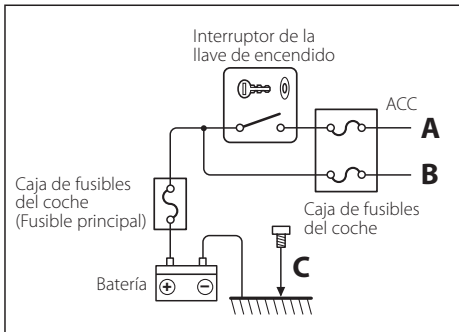 Interruptor de la
llave de encendido
ACC
A
B
Caja de fusibles
del coche
(Fusible principal)
Caja de fusibles
del coche
C
Batería